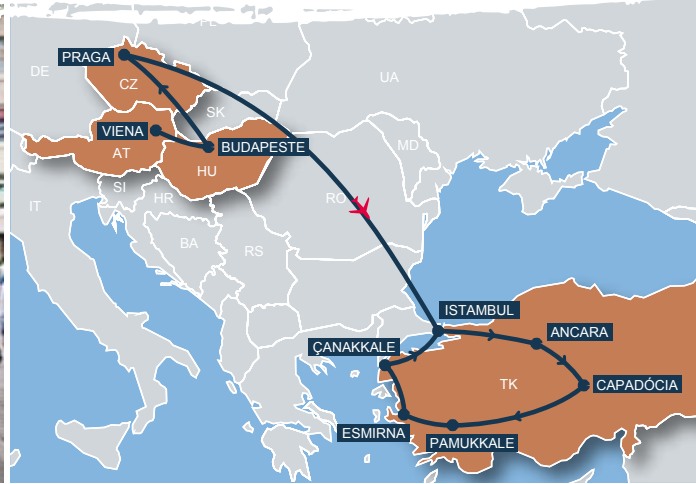 PL
DE
PRAGA
CZ
UA
SK
VIENA
AT
BUDAPESTE
MD
HU
SI
HR
RO
IT
BA
RS
ISTAMBUL
ANCARA
ÇANAKKALE
TK
CAPADÓCIA
ESMIRNA
PAMUKKALE